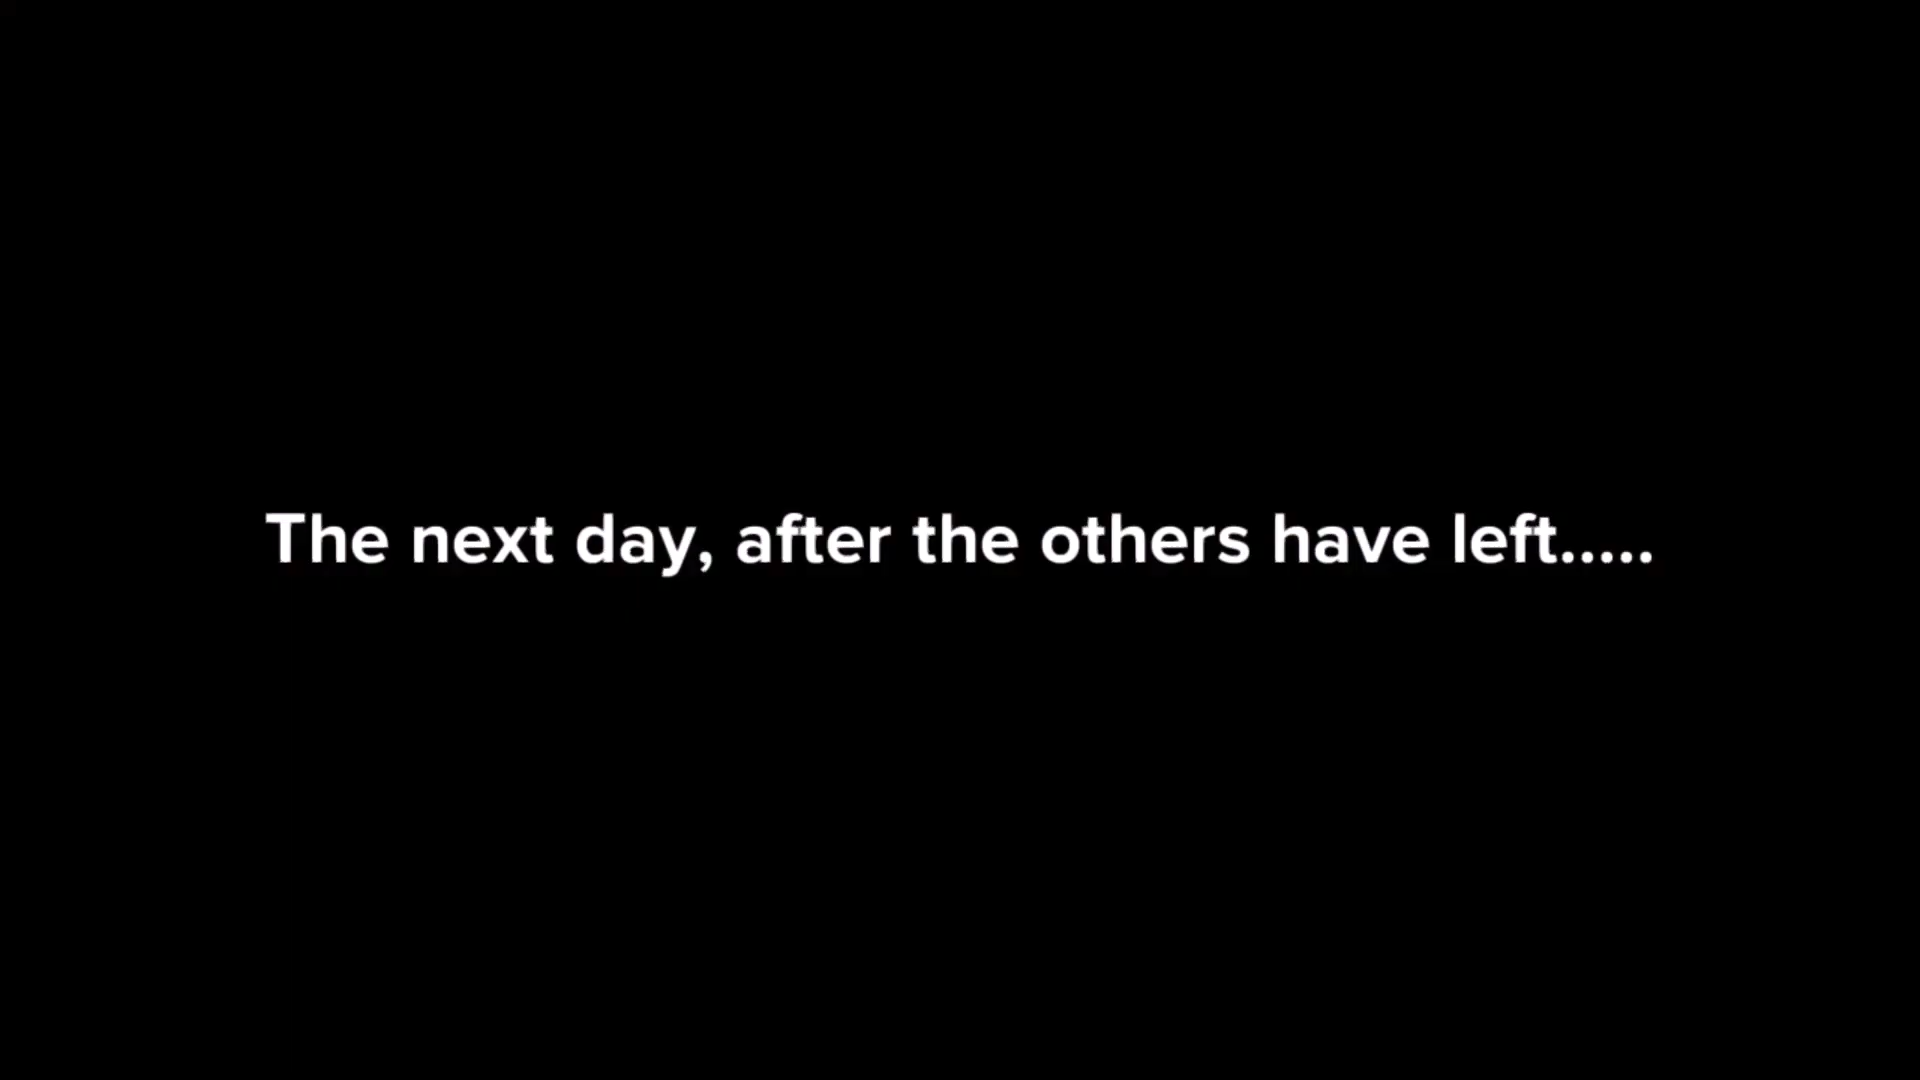 The next day, after the others have left.....